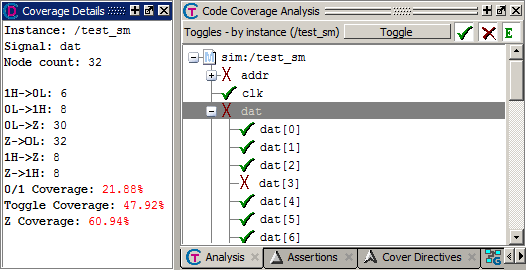 Coverage Details
Instance: /test_sm
Signal: dat
Node count: 32
1H->0L: 6
0L->1H: 8
0L->Z: 30
Z->0L: 32
1H->Z: 8
Z->1H: 8
0/1 Coverage: 21.88%
Toggle Coverage: 47.92%
Z Coverage: 60.94%
Code Coverage Analysis
Toggles - by instance (/test_sm) Toggle E
M sim:/test_sm
addr
clk
dat
dat[0]
dat[1]
dat[2]
dat[3]
dat[4]
dat[5]
dat[6]
Analysis Assertions Cover Directives